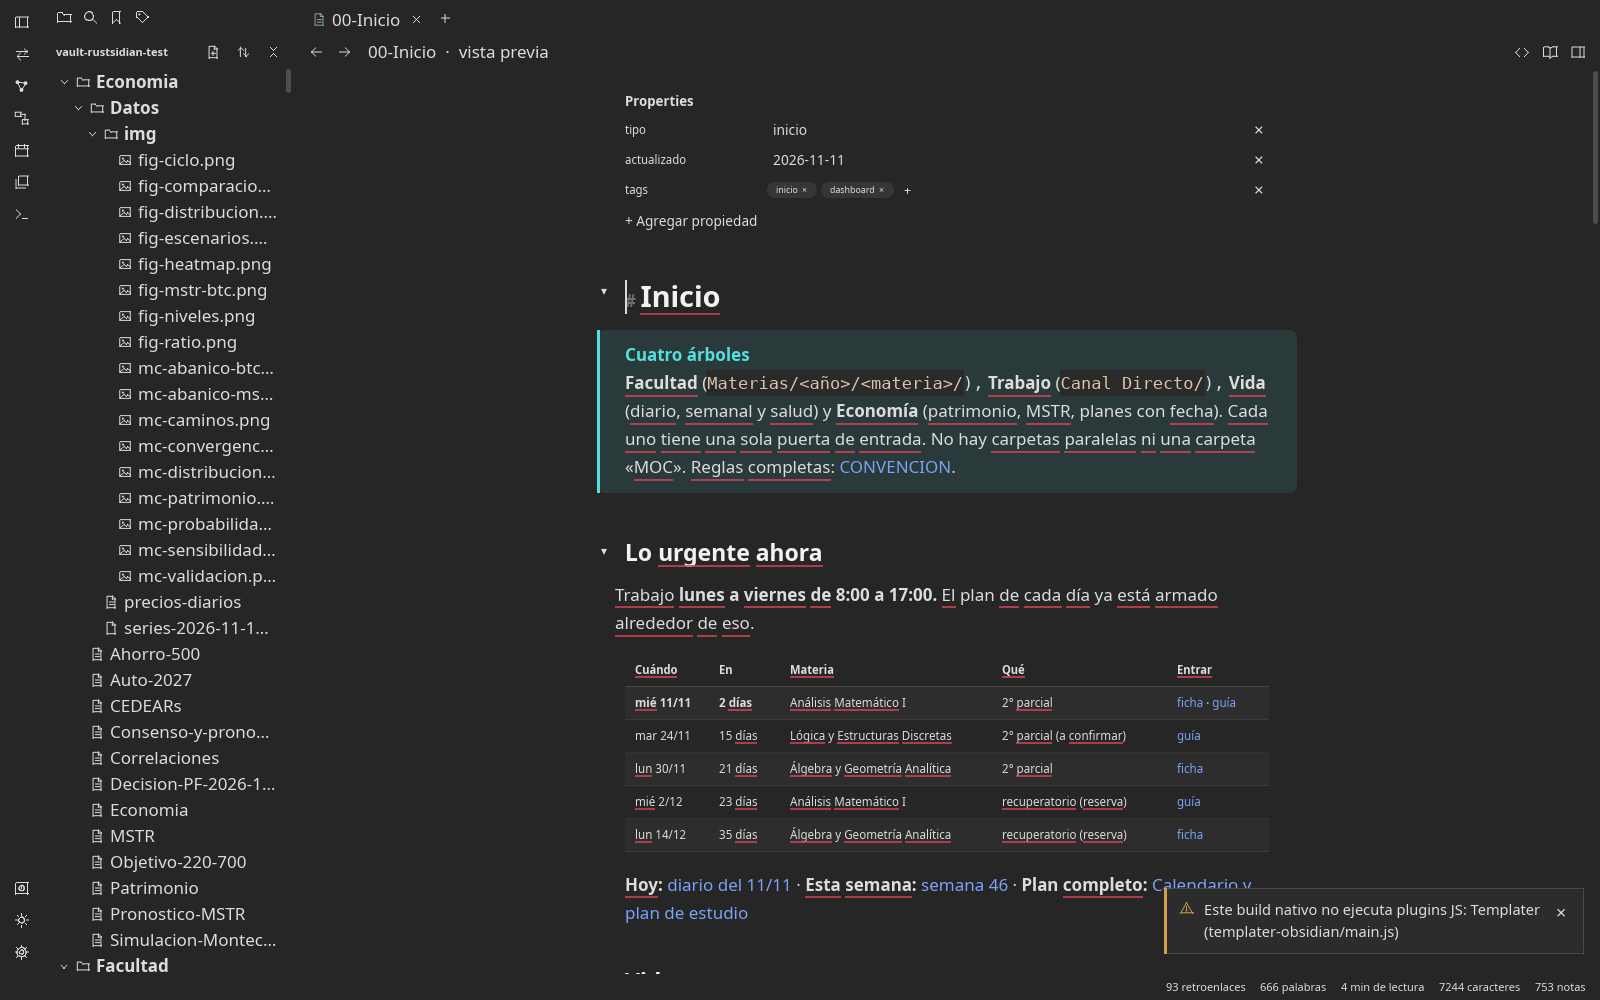 00-Inicio
vault-rustsidian-test
00-Inicio · vista previa
Economia
Datos
img
fig-ciclo.png
fig-comparacio...
fig-distribucion....
fig-escenarios....
fig-heatmap.png
fig-mstr-btc.png
fig-niveles.png
fig-ratio.png
mc-abanico-btc...
mc-abanico-ms...
mc-caminos.png
mc-convergenc...
mc-distribucion...
mc-patrimonio....
mc-probabilida...
mc-sensibilidad...
mc-validacion.p...
precios-diarios
series-2026-11-1...
Ahorro-500
Auto-2027
CEDEARs
Consenso-y-prono...
Correlaciones
Decision-PF-2026-1...
Economia
MSTR
Objetivo-220-700
Patrimonio
Pronostico-MSTR
Simulacion-Montec...
Facultad
Properties
tipo inicio ×
actualizado 2026-11-11 ×
tags inicio × dashboard × + ×
+ Agregar propiedad
# Inicio
Cuatro árboles
Facultad (Materias/<año>/<materia>/) , Trabajo (Canal Directo/) , Vida
(diario, semanal y salud) y Economía (patrimonio, MSTR, planes con fecha). Cada
uno tiene una sola puerta de entrada. No hay carpetas paralelas ni una carpeta
«MOC». Reglas completas: CONVENCION.
Lo urgente ahora
Trabajo lunes a viernes de 8:00 a 17:00. El plan de cada día ya está armado
alrededor de eso.
Cuándo En Materia Qué Entrar
mié 11/11 2 días Análisis Matemático I 2° parcial ficha · guía
mar 24/11 15 días Lógica y Estructuras Discretas 2° parcial (a confirmar) guía
lun 30/11 21 días Álgebra y Geometría Analítica 2° parcial ficha
mié 2/12 23 días Análisis Matemático I recuperatorio (reserva) guía
lun 14/12 35 días Álgebra y Geometría Analítica recuperatorio (reserva) ficha
Hoy: diario del 11/11 · Esta semana: semana 46 · Plan completo: Calendario y
plan de estudio
Este build nativo no ejecuta plugins JS: Templater
(templater-obsidian/main.js)
93 retroenlaces 666 palabras 4 min de lectura 7244 caracteres 753 notas